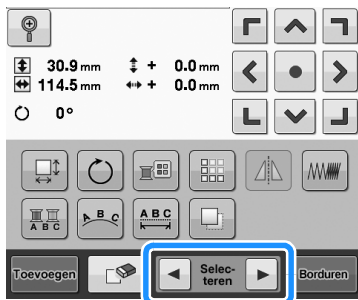 30.9 mm + 0.0 mm
114.5 mm + 0.0 mm
0°
A B C
A B C
A B C
Toevoegen
Selec-
teren
Borduren